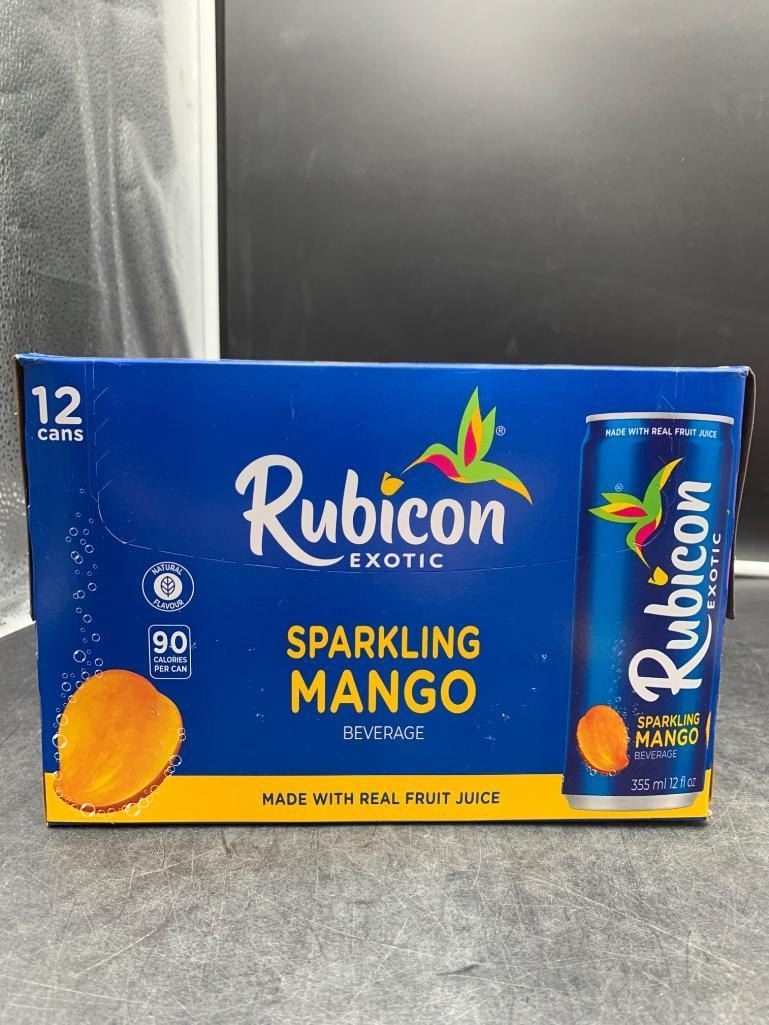 12
cans
Rubicon
®
EXOTIC
NATURAL
FLAVOUR
90
CALORIES
PER CAN
SPARKLING
MANGO
BEVERAGE
MADE WITH REAL FRUIT JUICE
MADE WITH REAL FRUIT JUICE
®
Rubicon
EXOTIC
SPARKLING
MANGO
BEVERAGE
355 ml 12 fl oz